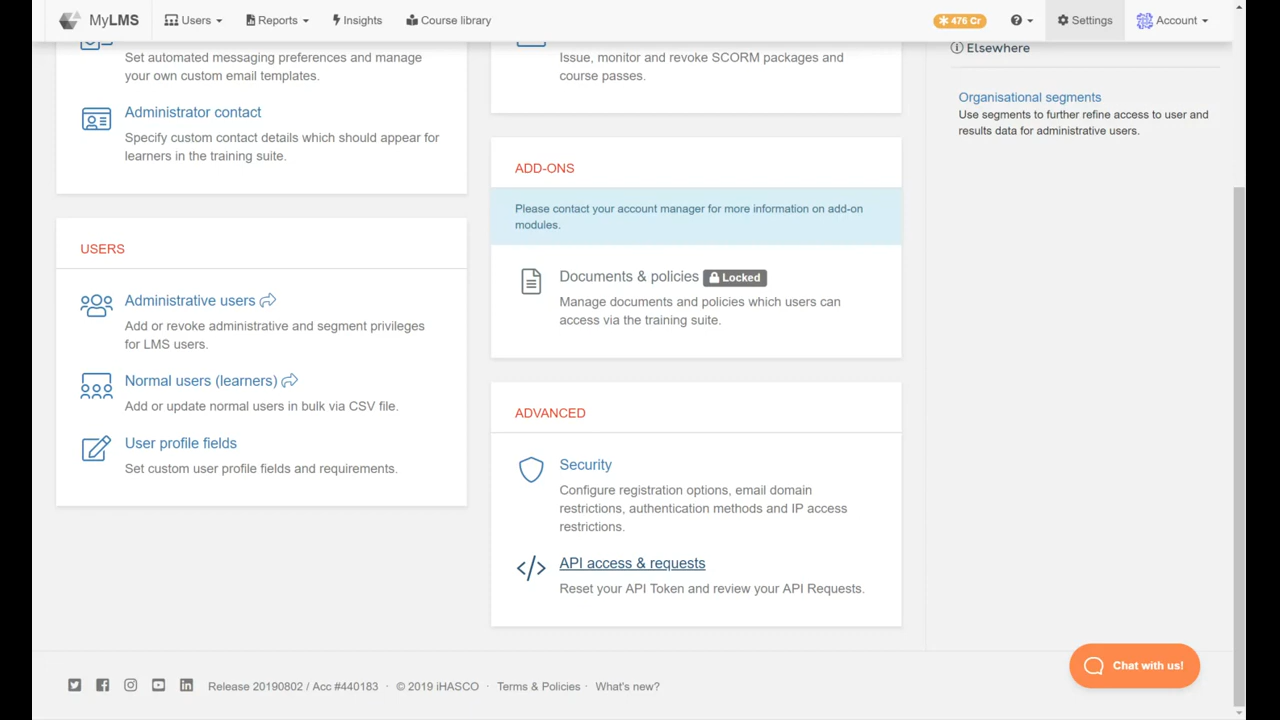 MyLMS
Users
Reports
Insights
Course library
476 Cr
Settings
Account
Set automated messaging preferences and manage
your own custom email templates.
Administrator contact
Specify custom contact details which should appear for
learners in the training suite.
USERS
Administrative users
Add or revoke administrative and segment privileges
for LMS users.
Normal users (learners)
Add or update normal users in bulk via CSV file.
User profile fields
Set custom user profile fields and requirements.
Issue, monitor and revoke SCORM packages and
course passes.
ADD-ONS
Please contact your account manager for more information on add-on
modules.
Documents & policies Locked
Manage documents and policies which users can
access via the training suite.
ADVANCED
Security
Configure registration options, email domain
restrictions, authentication methods and IP access
restrictions.
</> API access & requests
Reset your API Token and review your API Requests.
Elsewhere
Organisational segments
Use segments to further refine access to user and
results data for administrative users.
Chat with us!
Release 20190802 / Acc #440183 · © 2019 iHASCO · Terms & Policies · What's new?